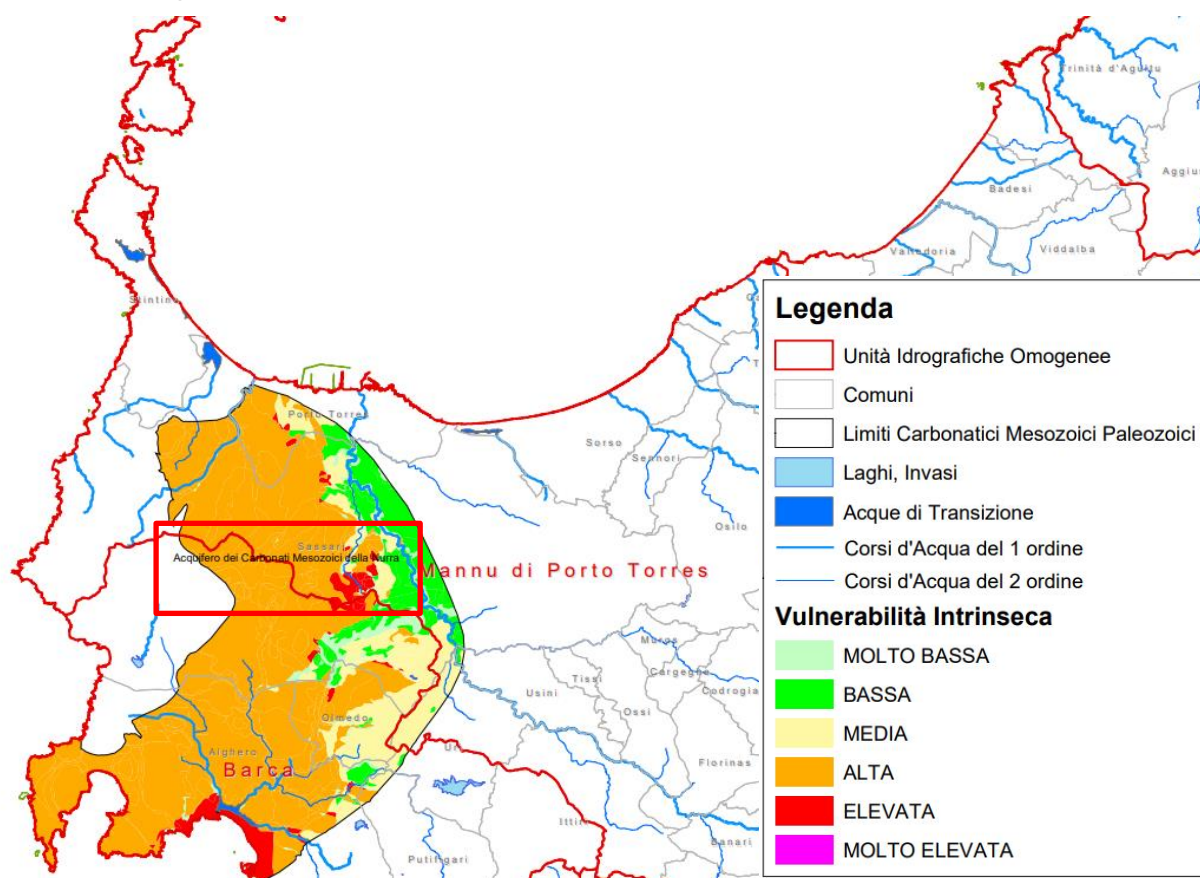 Trinità d'Agultu
Aggius
Badesi
Valledoria
Viddalba
Stintino
Legenda
Unità Idrografiche Omogenee
Comuni
Limiti Carbonatici Mesozoici Paleozoici
Laghi, Invasi
Acque di Transizione
Corsi d'Acqua del 1 ordine
Corsi d'Acqua del 2 ordine
Vulnerabilità Intrinseca
MOLTO BASSA
BASSA
MEDIA
ALTA
ELEVATA
MOLTO ELEVATA
Porto Torres
Sorso
Sennori
Osilo
Sassari
Acquifero dei Carbonati Mesozoici della Nurra
Mannu di Porto Torres
Muros
Tissi
Cargeghe
Usini
Codrogia
Ossi
Olmedo
Alghero
Uri
Barca
Florinas
Ittiri
Banari
Putifigari